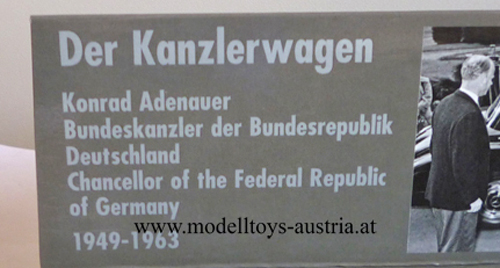 Der Kanzlerwagen
Konrad Adenauer
Bundeskanzler der Bundesrepublik
Deutschland
Chancellor of the Federal Republic
of Germany
www.modelltoys-austria.at
1949-1963